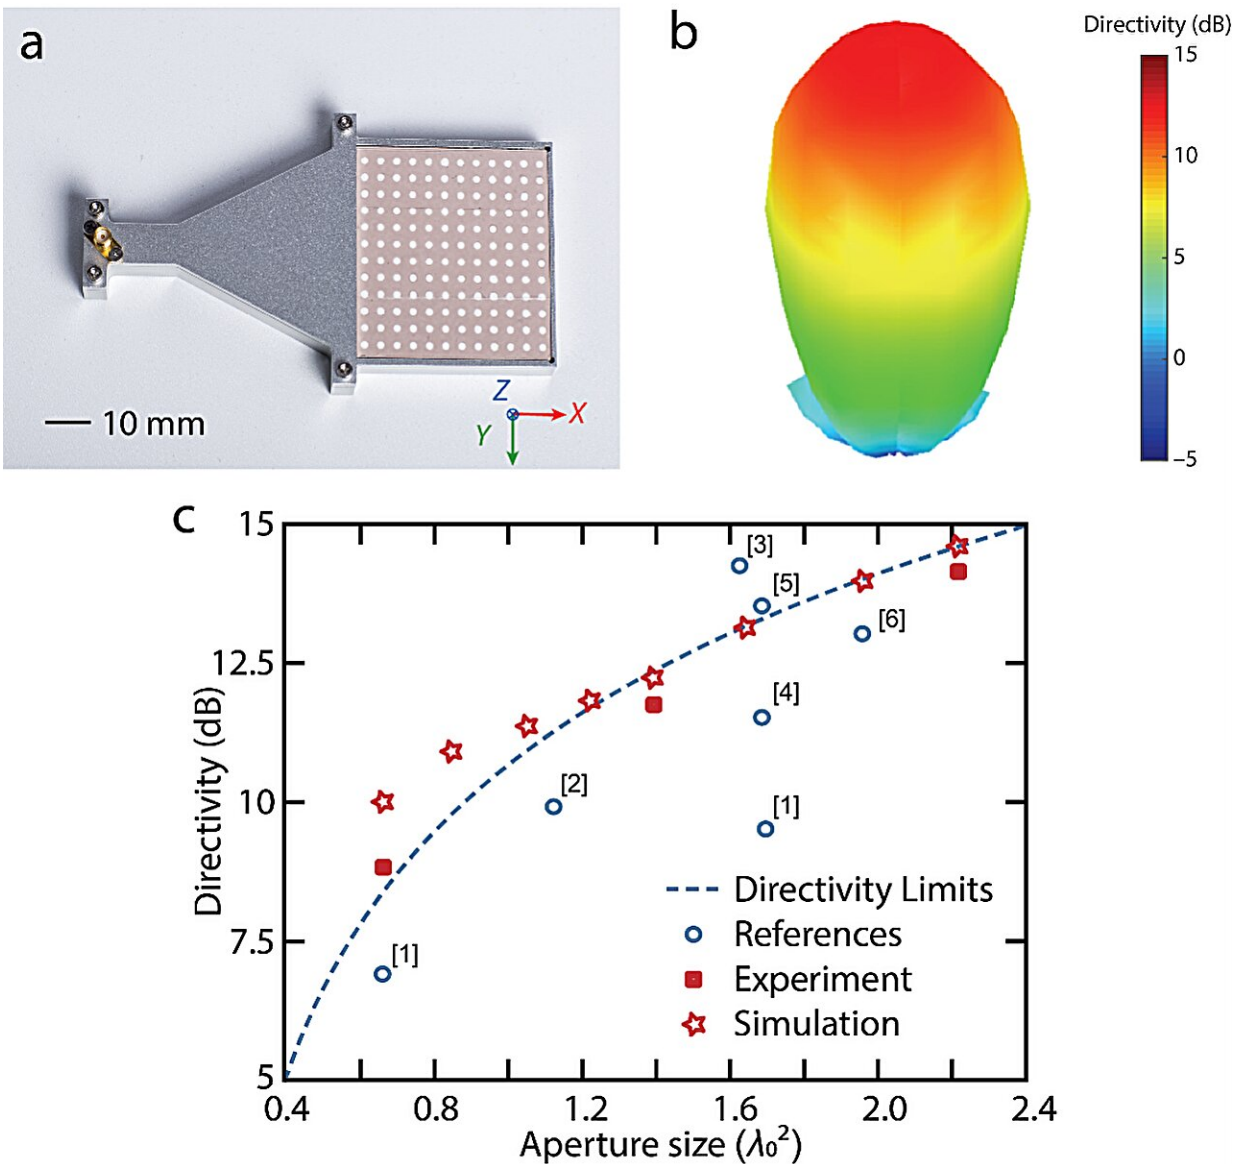 a
10 mm
Z
X
Y
b
Directivity (dB)
15
10
5
0
−5
c
15
12.5
10
7.5
5
Directivity (dB)
[3]
[5]
[6]
[4]
[2]
[1]
[1]
Directivity Limits
References
Experiment
Simulation
0.4 0.8 1.2 1.6 2.0 2.4
Aperture size (λ₀²)